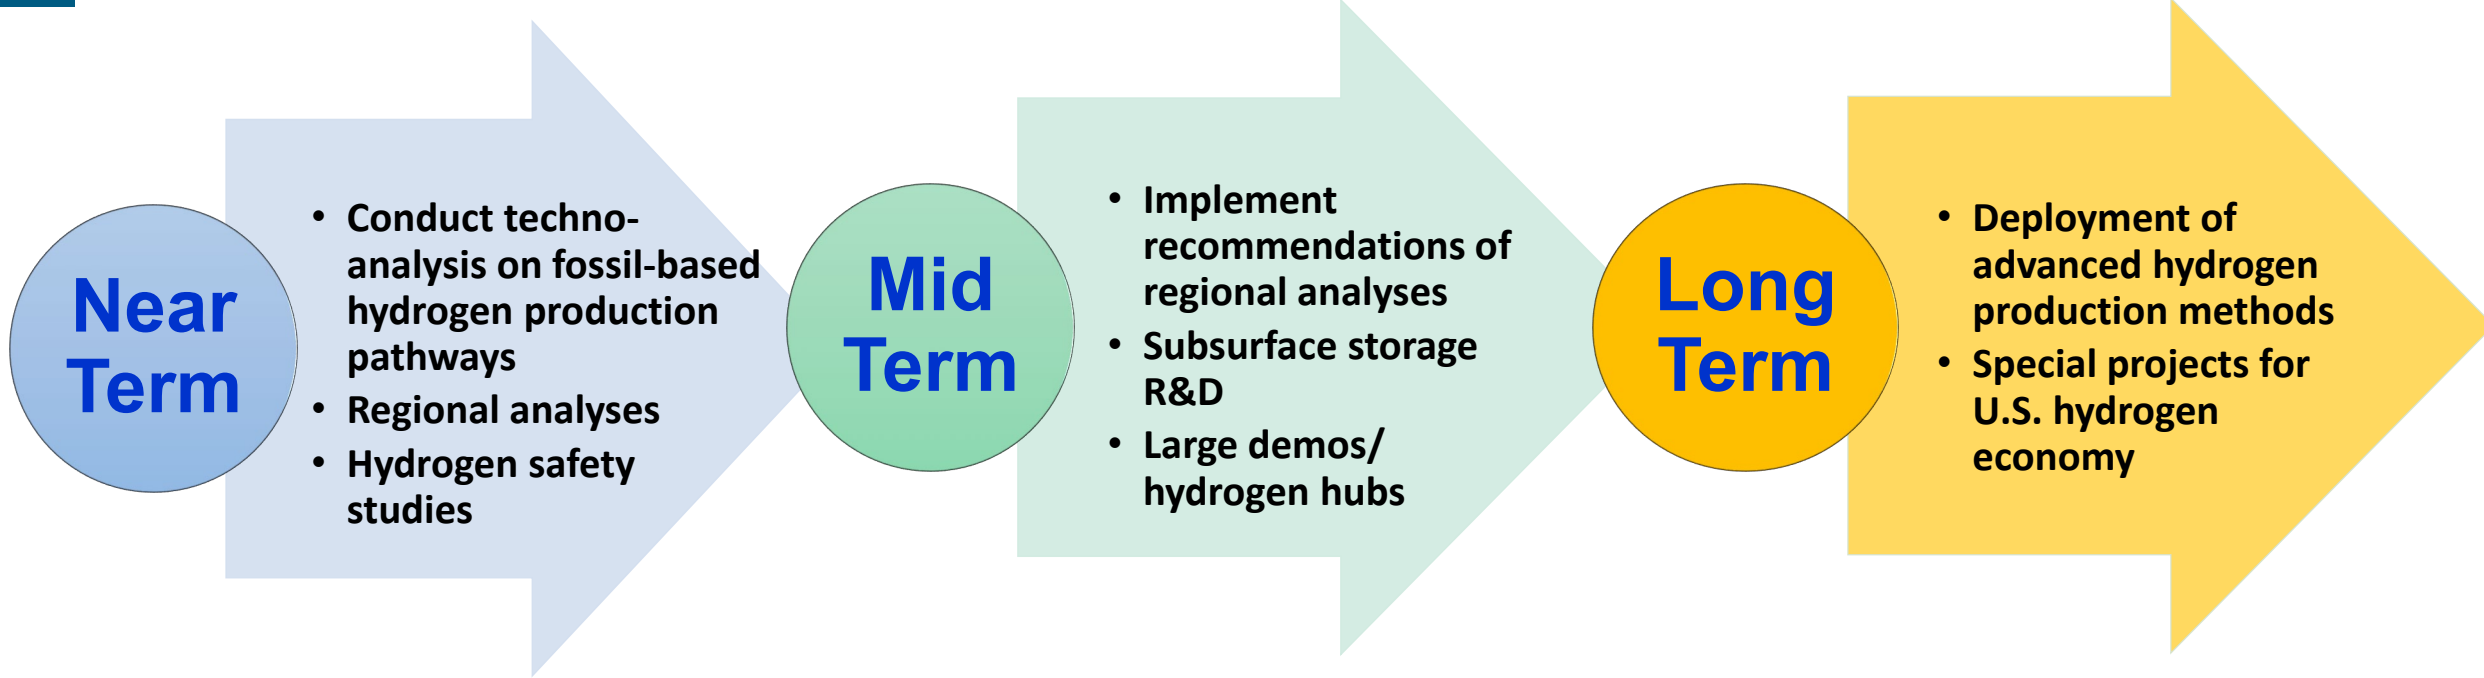 Near
Term
• Conduct techno-
analysis on fossil-based
hydrogen production
pathways
• Regional analyses
• Hydrogen safety
studies
Mid
Term
• Implement
recommendations of
regional analyses
• Subsurface storage
R&D
• Large demos/
hydrogen hubs
Long
Term
• Deployment of
advanced hydrogen
production methods
• Special projects for
U.S. hydrogen
economy